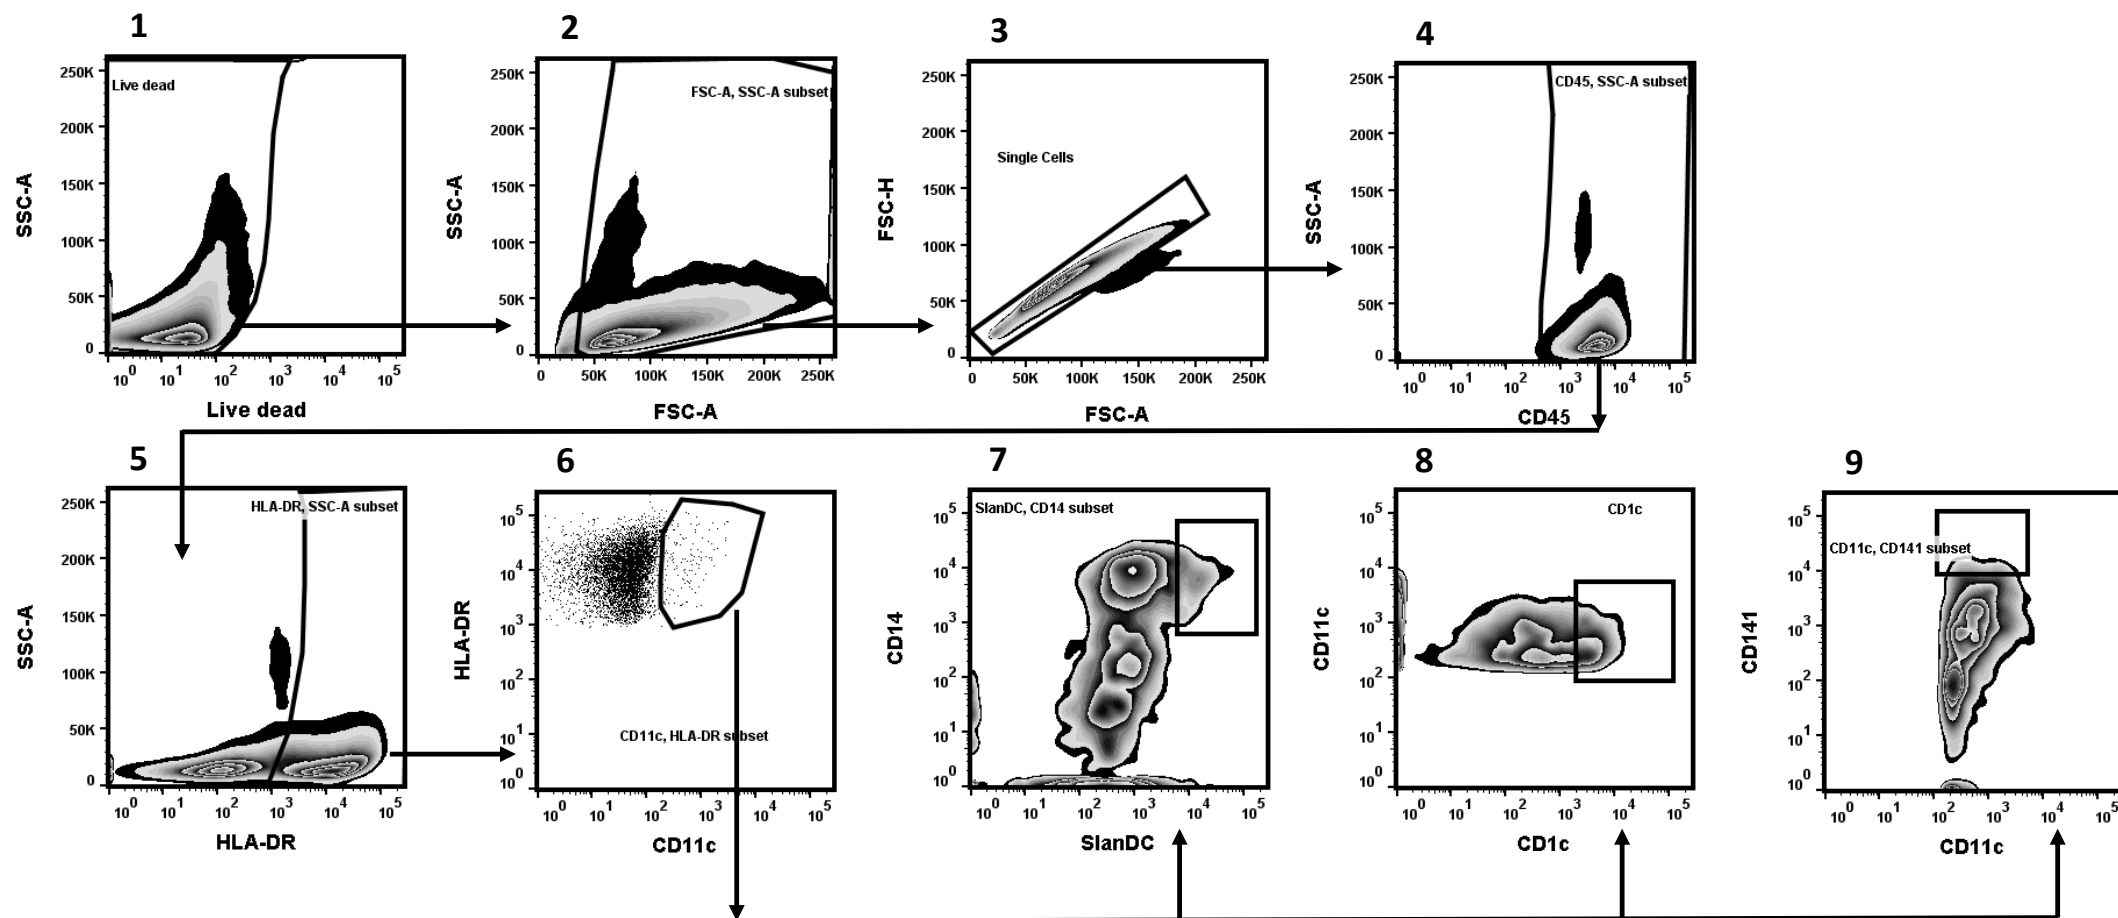 1
250K
200K
150K
100K
50K
0
SSC-A
Live dead
10^0 10^1 10^2 10^3 10^4 10^5
Live dead
2
250K
200K
150K
100K
50K
0
SSC-A
FSC-A, SSC-A subset
0 50K 100K 150K 200K 250K
FSC-A
3
250K
200K
150K
100K
50K
0
FSC-H
Single Cells
0 50K 100K 150K 200K 250K
FSC-A
4
250K
200K
150K
100K
50K
0
SSC-A
CD45, SSC-A subset
10^0 10^1 10^2 10^3 10^4 10^5
CD45
5
250K
200K
150K
100K
50K
0
SSC-A
HLA-DR, SSC-A subset
10^0 10^1 10^2 10^3 10^4 10^5
HLA-DR
6
10^5
10^4
10^3
10^2
10^1
10^0
HLA-DR
CD11c, HLA-DR subset
10^0 10^1 10^2 10^3 10^4 10^5
CD11c
7
10^5
10^4
10^3
10^2
10^1
10^0
CD14
SlanDC, CD14 subset
10^0 10^1 10^2 10^3 10^4 10^5
SlanDC
8
10^5
10^4
10^3
10^2
10^1
10^0
CD11c
CD1c
10^0 10^1 10^2 10^3 10^4 10^5
CD1c
9
10^5
10^4
10^3
10^2
10^1
10^0
CD141
CD11c, CD141 subset
10^0 10^1 10^2 10^3 10^4 10^5
CD11c